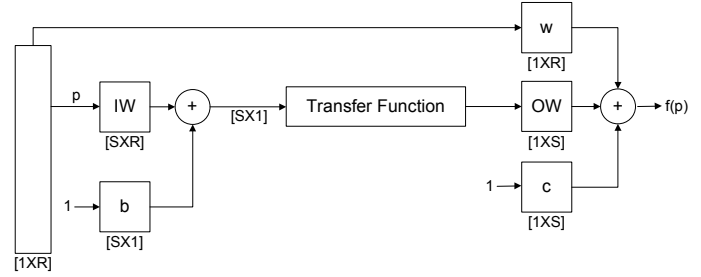 w
[1XR]
p
IW
[SXR]
+
[SX1]
Transfer Function
OW
[1XS]
+
f(p)
1
b
[SX1]
1
c
[1XS]
[1XR]